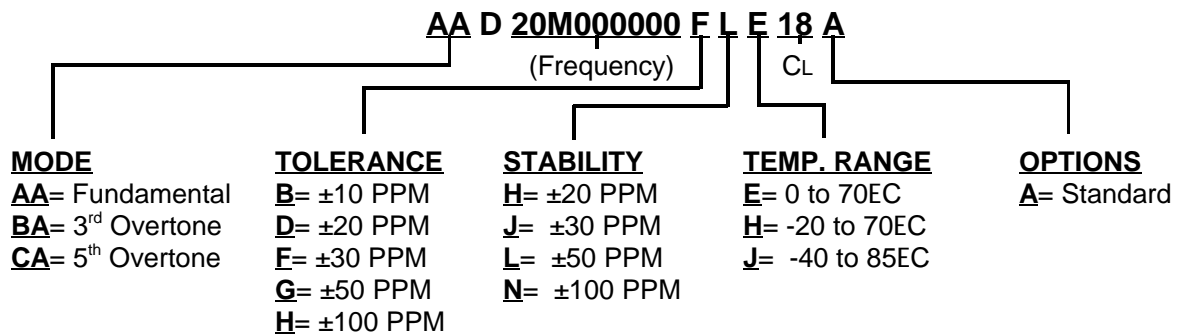 AA D 20M000000 F L E 18 A
(Frequency) CL
MODE TOLERANCE STABILITY TEMP. RANGE OPTIONS
AA= Fundamental B= ±10 PPM H= ±20 PPM E= 0 to 70EC A= Standard
BA= 3rd Overtone D= ±20 PPM J= ±30 PPM H= -20 to 70EC
CA= 5th Overtone F= ±30 PPM L= ±50 PPM J= -40 to 85EC
G= ±50 PPM N= ±100 PPM
H= ±100 PPM